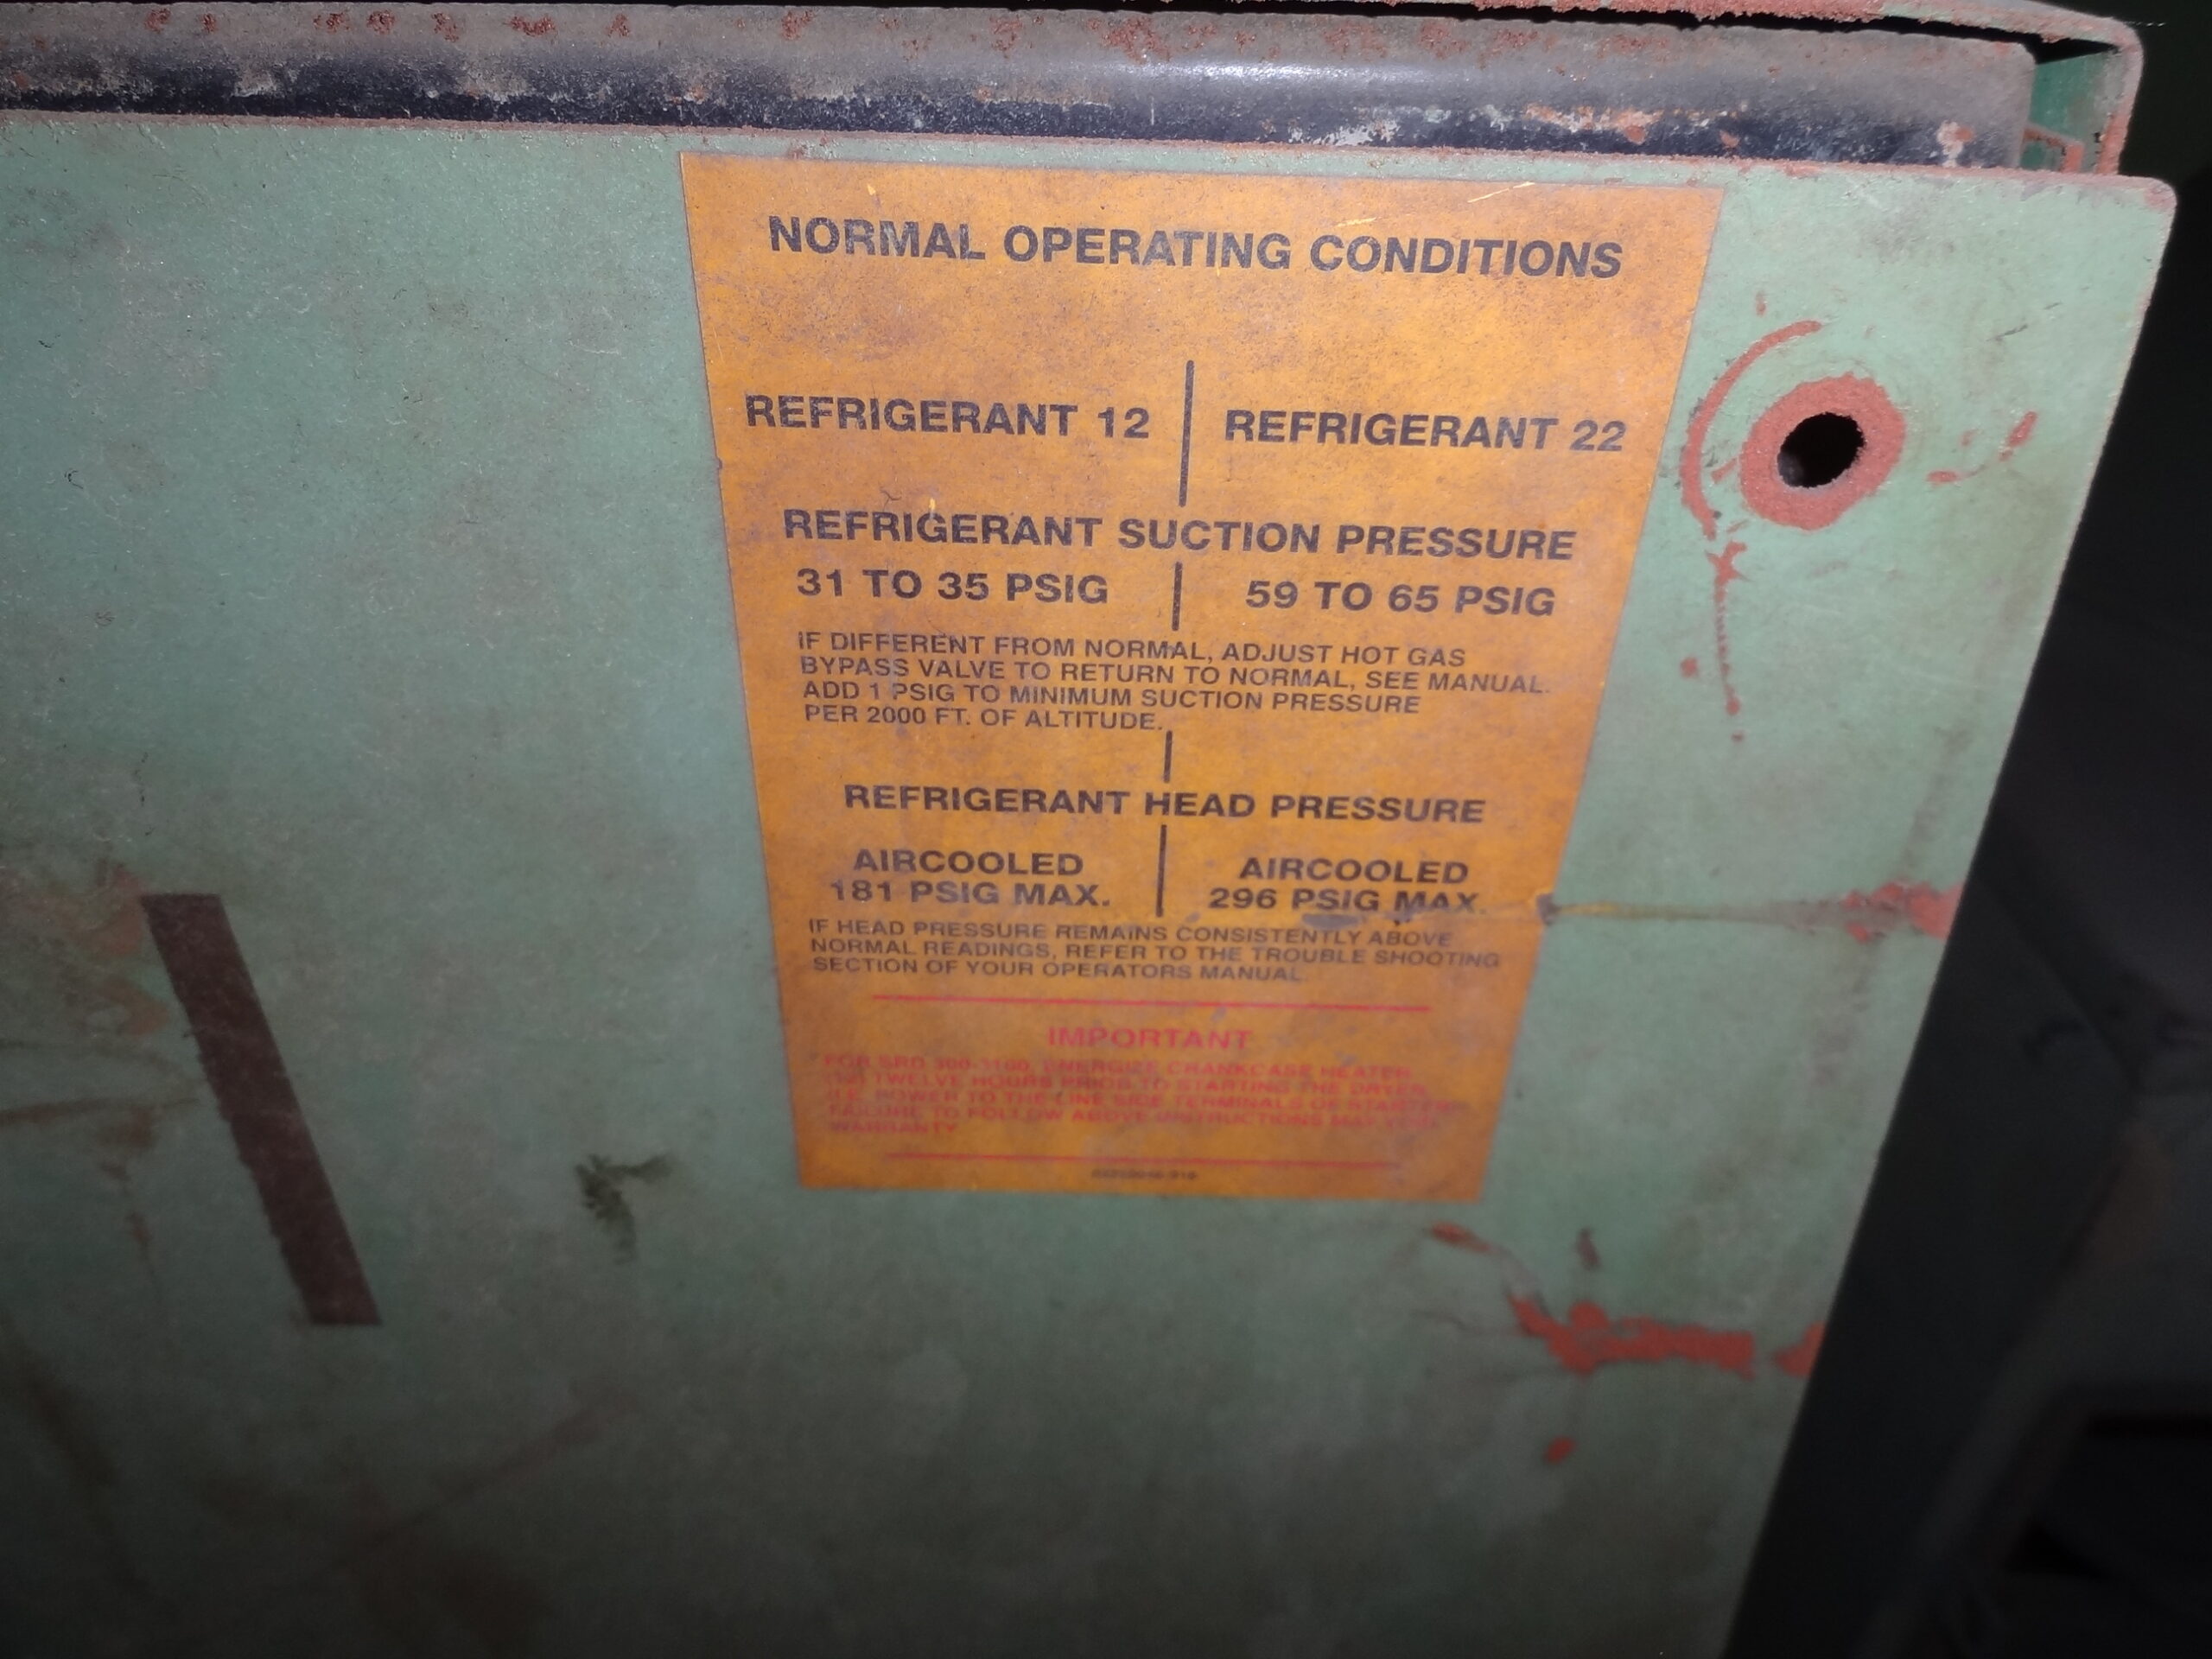 NORMAL OPERATING CONDITIONS
REFRIGERANT 12 REFRIGERANT 22
REFRIGERANT SUCTION PRESSURE
31 TO 35 PSIG 59 TO 65 PSIG
IF DIFFERENT FROM NORMAL, ADJUST HOT GAS
BYPASS VALVE TO RETURN TO NORMAL, SEE MANUAL.
ADD 1 PSIG TO MINIMUM SUCTION PRESSURE
PER 2000 FT. OF ALTITUDE.
REFRIGERANT HEAD PRESSURE
AIRCOOLED AIRCOOLED
181 PSIG MAX. 296 PSIG MAX.
IF HEAD PRESSURE REMAINS CONSISTENTLY ABOVE
NORMAL READINGS, REFER TO THE TROUBLE SHOOTING
SECTION OF YOUR OPERATORS MANUAL.
IMPORTANT
FOR SRD ENERGIZE CRANKCASE HEATER
TWELVE HOURS PRIOR TO STARTING THE DRYER
POWER TO THE LINE SIDE TERMINALS OF STARTER
FAILURE TO FOLLOW ABOVE INSTRUCTIONS MAY
WARRANTY